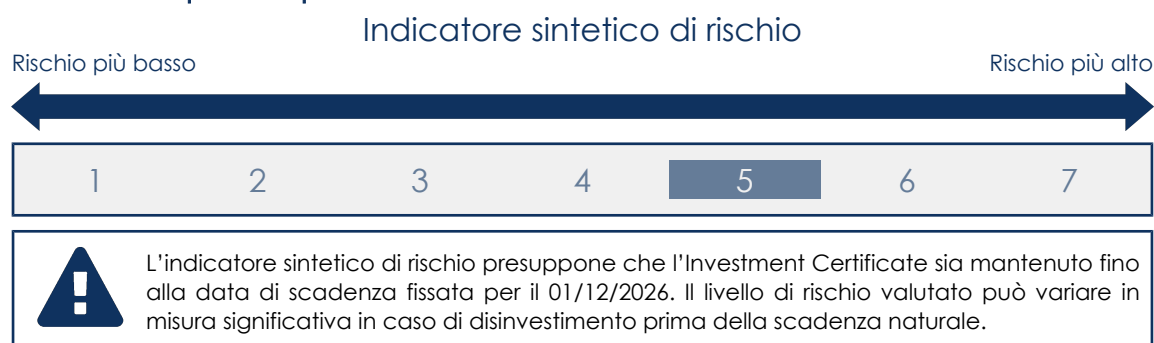 Indicatore sintetico di rischio
Rischio più basso
Rischio più alto
1 2 3 4 5 6 7
L'indicatore sintetico di rischio presuppone che l'Investment Certificate sia mantenuto fino
alla data di scadenza fissata per il 01/12/2026. Il livello di rischio valutato può variare in
misura significativa in caso di disinvestimento prima della scadenza naturale.